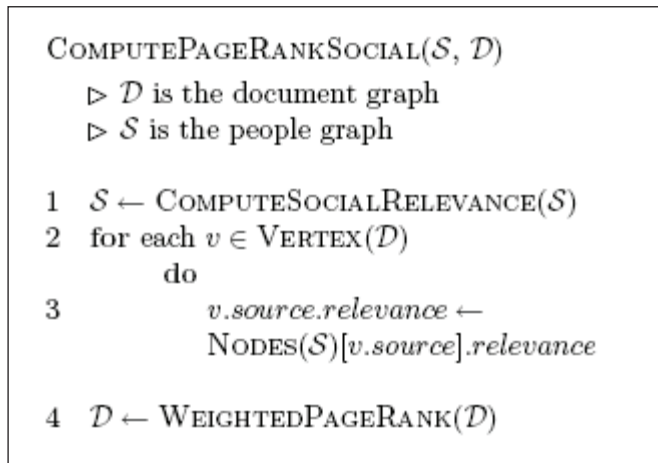 COMPUTEPAGERANKSOCIAL(𝒮, 𝒟)
▷ 𝒟 is the document graph
▷ 𝒮 is the people graph
1 𝒮 ← COMPUTESOCIALRELEVANCE(𝒮)
2 for each v ∈ VERTEX(𝒟)
do
3 v.source.relevance ←
NODES(𝒮)[v.source].relevance
4 𝒟 ← WEIGHTEDPAGERANK(𝒟)